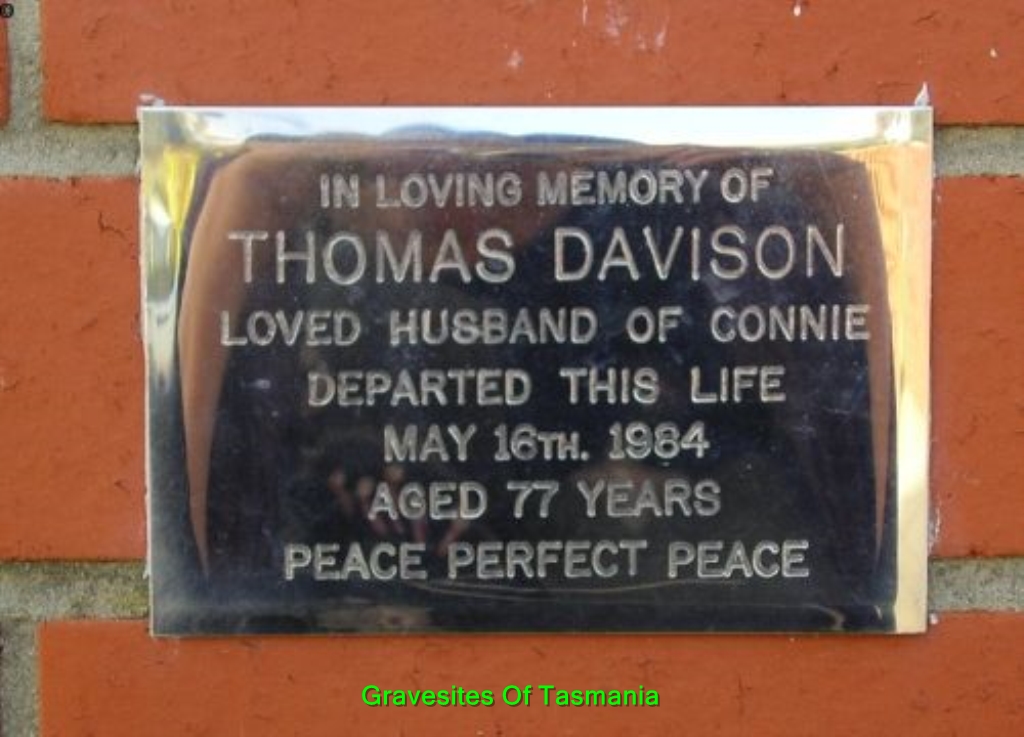 IN LOVING MEMORY OF
THOMAS DAVISON
LOVED HUSBAND OF CONNIE
DEPARTED THIS LIFE
MAY 16TH. 1984
AGED 77 YEARS
PEACE PERFECT PEACE
Gravesites Of Tasmania